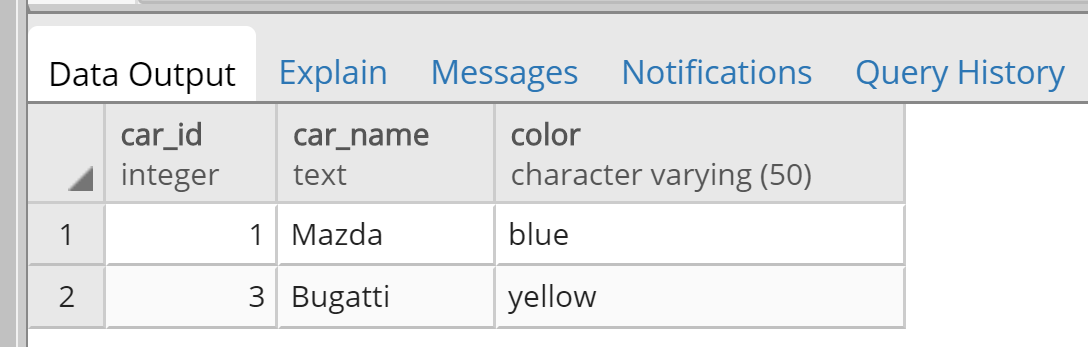 Data Output Explain Messages Notifications Query History
car_id car_name color
integer text character varying (50)
1 1 Mazda blue
2 3 Bugatti yellow